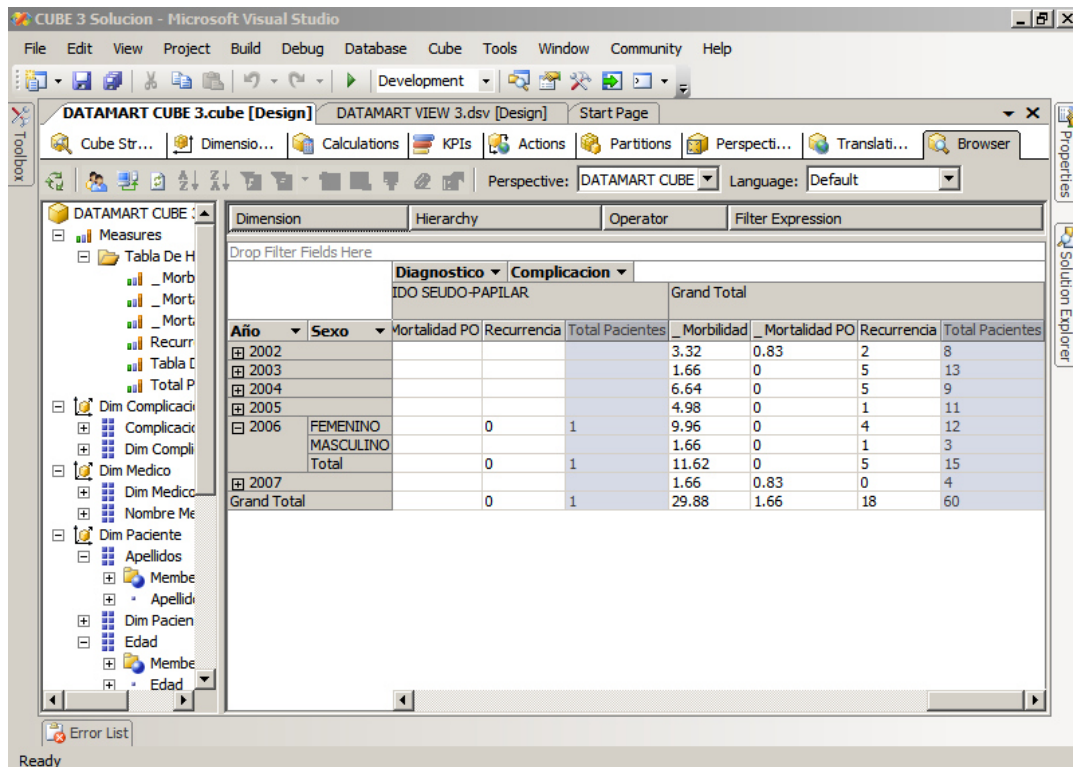 CUBE 3 Solucion - Microsoft Visual Studio
File Edit View Project Build Debug Database Cube Tools Window Community Help
Development
DATAMART CUBE 3.cube [Design] DATAMART VIEW 3.dsv [Design] Start Page
Cube Str... Dimensio... Calculations KPIs Actions Partitions Perspecti... Translati... Browser
Perspective: DATAMART CUBE Language: Default
Toolbox
Properties
Solution Explorer
DATAMART CUBE
Measures
Tabla De H
_Morb
_Morta
_Morta
Recurr
Tabla D
Total P
Dim Complicaci
Complicacio
Dim Compli
Dim Medico
Dim Medico
Nombre Me
Dim Paciente
Apellidos
Membe
Apellido
Dim Pacien
Edad
Membe
Edad
Dimension Hierarchy Operator Filter Expression
Drop Filter Fields Here
Diagnostico Complicacion
IDO SEUDO-PAPILAR Grand Total
Año Sexo Mortalidad PO Recurrencia Total Pacientes _Morbilidad _Mortalidad PO Recurrencia Total Pacientes
2002 3.32 0.83 2 8
2003 1.66 0 5 13
2004 6.64 0 5 9
2005 4.98 0 1 11
2006 FEMENINO 0 1 9.96 0 4 12
MASCULINO 1.66 0 1 3
Total 0 1 11.62 0 5 15
2007 1.66 0.83 0 4
Grand Total 0 1 29.88 1.66 18 60
Error List
Ready